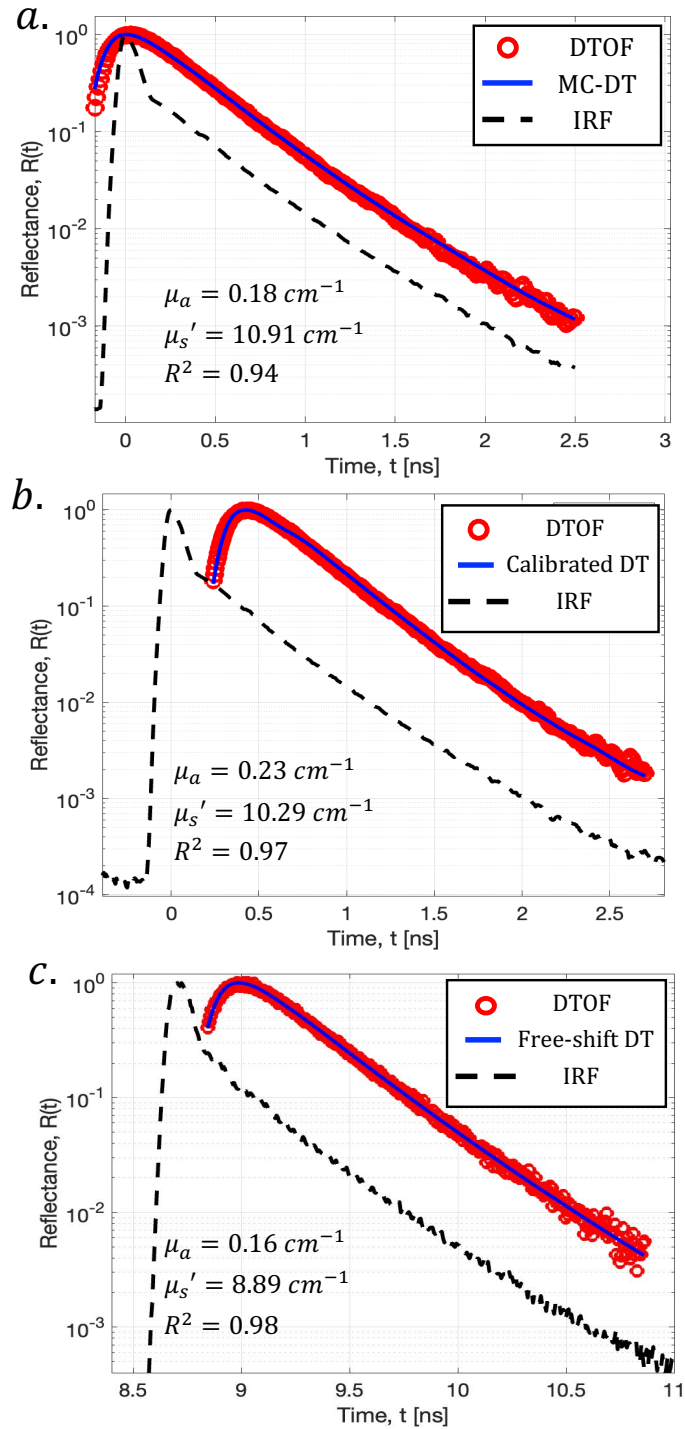 a.
10^0
10^-1
10^-2
10^-3
Reflectance, R(t)
DTOF
MC-DT
IRF
μ_a = 0.18 cm^-1
μ_s' = 10.91 cm^-1
R^2 = 0.94
0 0.5 1 1.5 2 2.5 3
Time, t [ns]
b.
10^0
10^-1
10^-2
10^-3
10^-4
Reflectance, R(t)
DTOF
Calibrated DT
IRF
μ_a = 0.23 cm^-1
μ_s' = 10.29 cm^-1
R^2 = 0.97
0 0.5 1 1.5 2 2.5
Time, t [ns]
c.
10^0
10^-1
10^-2
10^-3
Reflectance, R(t)
DTOF
Free-shift DT
IRF
μ_a = 0.16 cm^-1
μ_s' = 8.89 cm^-1
R^2 = 0.98
8.5 9 9.5 10 10.5 11
Time, t [ns]